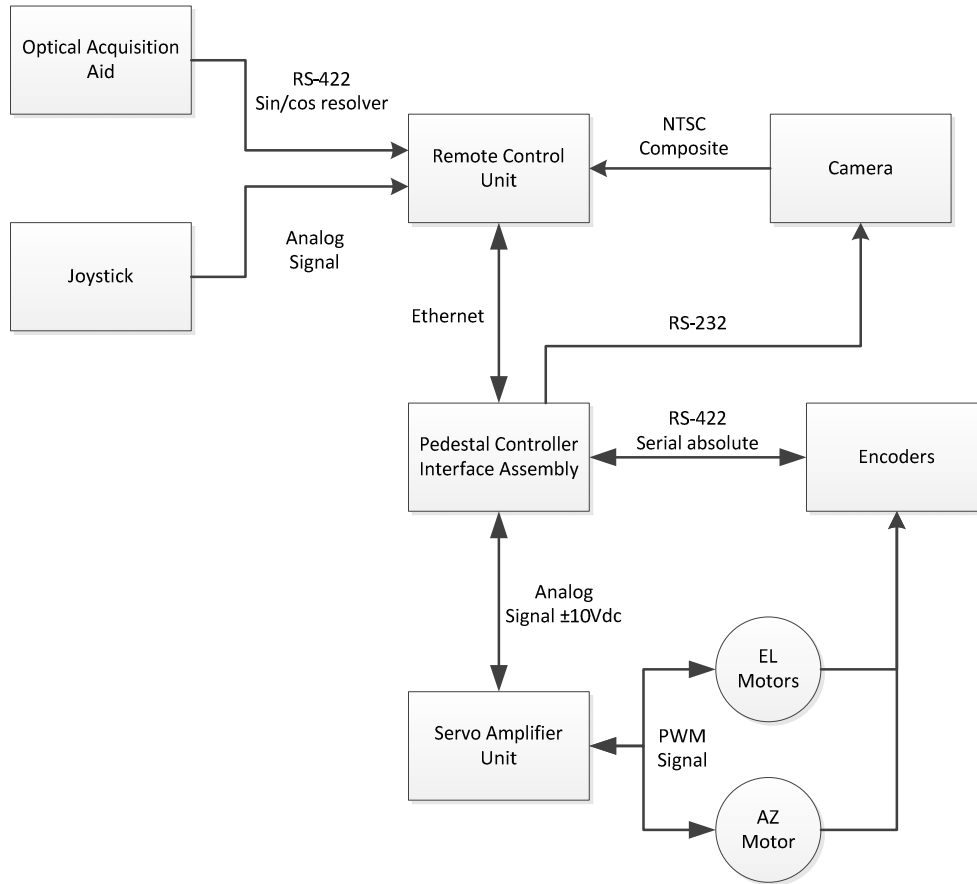 Optical Acquisition
Aid
RS-422
Sin/cos resolver
Remote Control
Unit
NTSC
Composite
Camera
Joystick
Analog
Signal
Ethernet
RS-232
Pedestal Controller
Interface Assembly
RS-422
Serial absolute
Encoders
Analog
Signal ±10Vdc
EL
Motors
Servo Amplifier
Unit
PWM
Signal
AZ
Motor